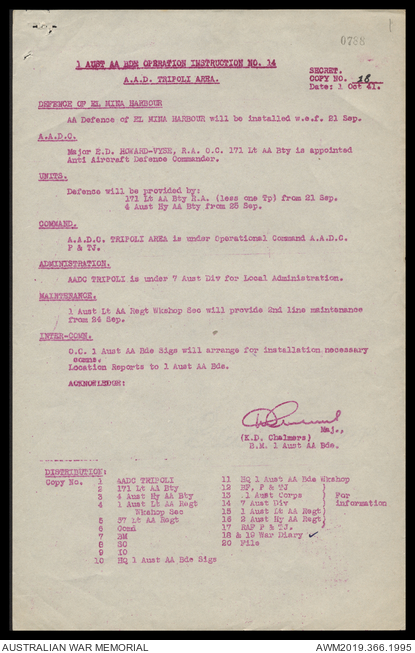 0788
1 AUST AA BDE OPERATION INSTRUCTION NO. 14
A.A.D. TRIPOLI AREA.
SECRET.
COPY NO. 18
Date: 1 Oct 41.
DEFENCE OF EL MINA HARBOUR
AA Defence of EL MINA HARBOUR will be installed w.e.f. 21 Sep.
A.A.D.C.
Major E.D. HOWARD-VYSE, R.A. O.C. 171 Lt AA Bty is appointed
Anti Aircraft Defence Commander.
UNITS.
Defence will be provided by:
171 Lt AA Bty R.A. (less one Tp) from 21 Sep.
4 Aust Hy AA Bty from 28 Sep.
COMMAND.
A.A.D.C. TRIPOLI AREA is under Operational Command A.A.D.C.
P & TJ.
ADMINISTRATION.
AADC TRIPOLI is under 7 Aust Div for Local Administration.
MAINTENANCE.
1 Aust Lt AA Regt Wkshop Sec will provide 2nd line maintenance
from 24 Sep.
INTER-COMN.
O.C. 1 Aust AA Bde Sigs will arrange for installation necessary
comns.
Location Reports to 1 Aust AA Bde.
ACKNOWLEDGE:
Maj.,
(K.D. Chalmers)
B.M. 1 Aust AA Bde.
DISTRIBUTION:
Copy No. 1 AADC TRIPOLI
2 171 Lt AA Bty
3 4 Aust Hy AA Bty
4 1 Aust Lt AA Regt
Wkshop Sec
5 37 Lt AA Regt
6 Comd
7 BM
8 SC
9 IO
10 HQ 1 Aust AA Bde Sigs
11 HQ 1 Aust AA Bde Wkshop
12 BF, P & TJ
13 1 Aust Corps
14 7 Aust Div
15 1 Aust Lt AA Regt
16 2 Aust Hy AA Regt
17 RAF P & TJ.
For
information
18 & 19 War Diary ✓
20 File
AUSTRALIAN WAR MEMORIAL
AWM2019.366.1995